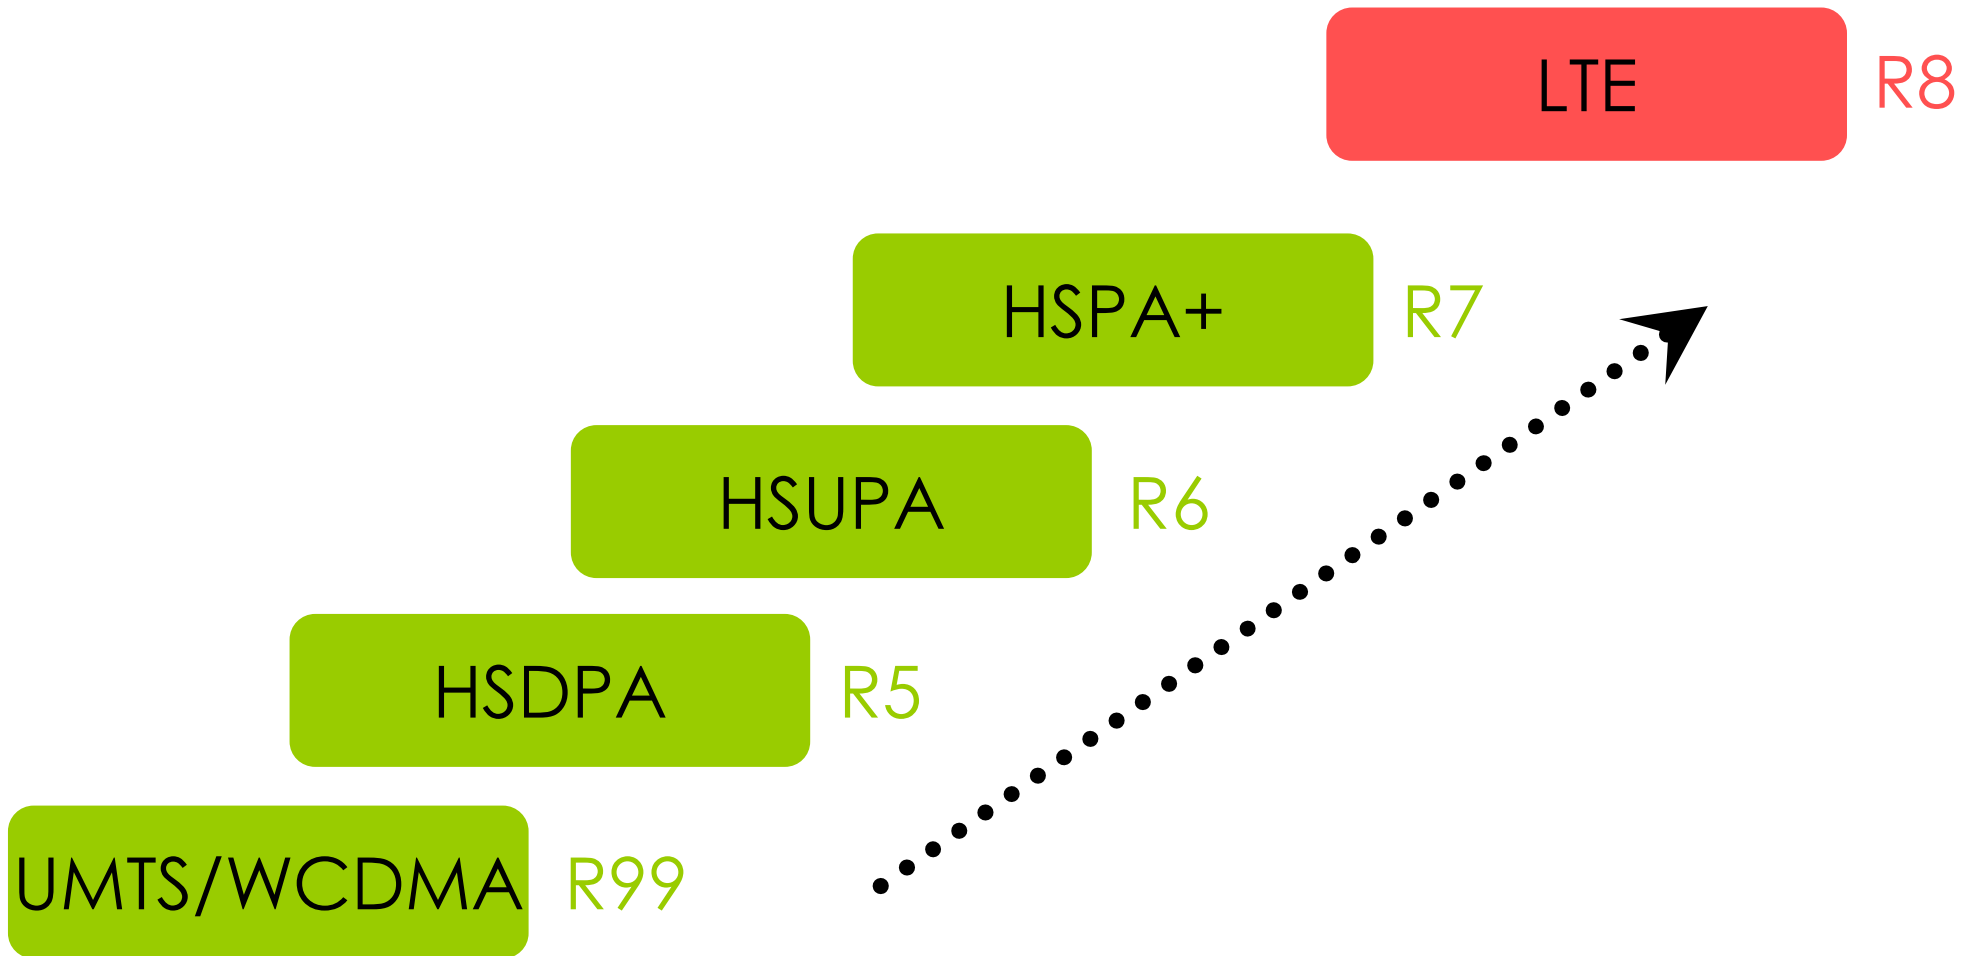 LTE R8
HSPA+ R7
HSUPA R6
HSDPA R5
UMTS/WCDMA R99